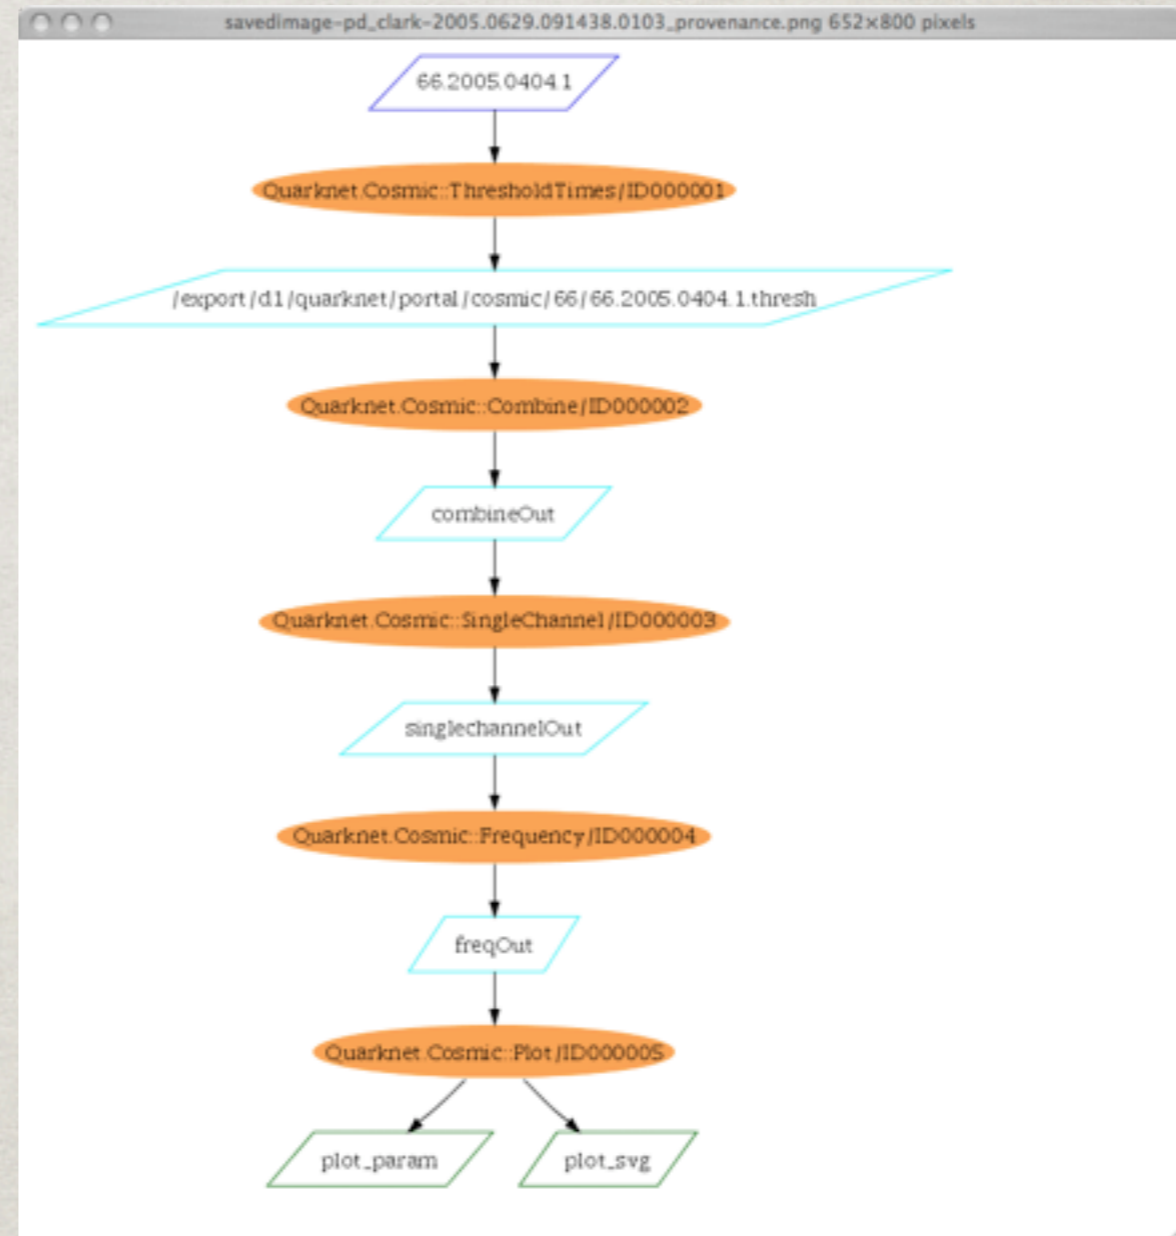 savedimage-pd_clark-2005.0629.091438.0103_provenance.png 652×800 pixels
66.2005.0404.1
Quarknet.Cosmic::ThresholdTimes/ID000001
/export/d1/quarknet/portal/cosmic/66/66.2005.0404.1.thresh
Quarknet.Cosmic::Combine/ID000002
combineOut
Quarknet.Cosmic::SingleChannel/ID000003
singlechannelOut
Quarknet.Cosmic::Frequency/ID000004
freqOut
Quarknet.Cosmic::Plot/ID000005
plot_param
plot_svg